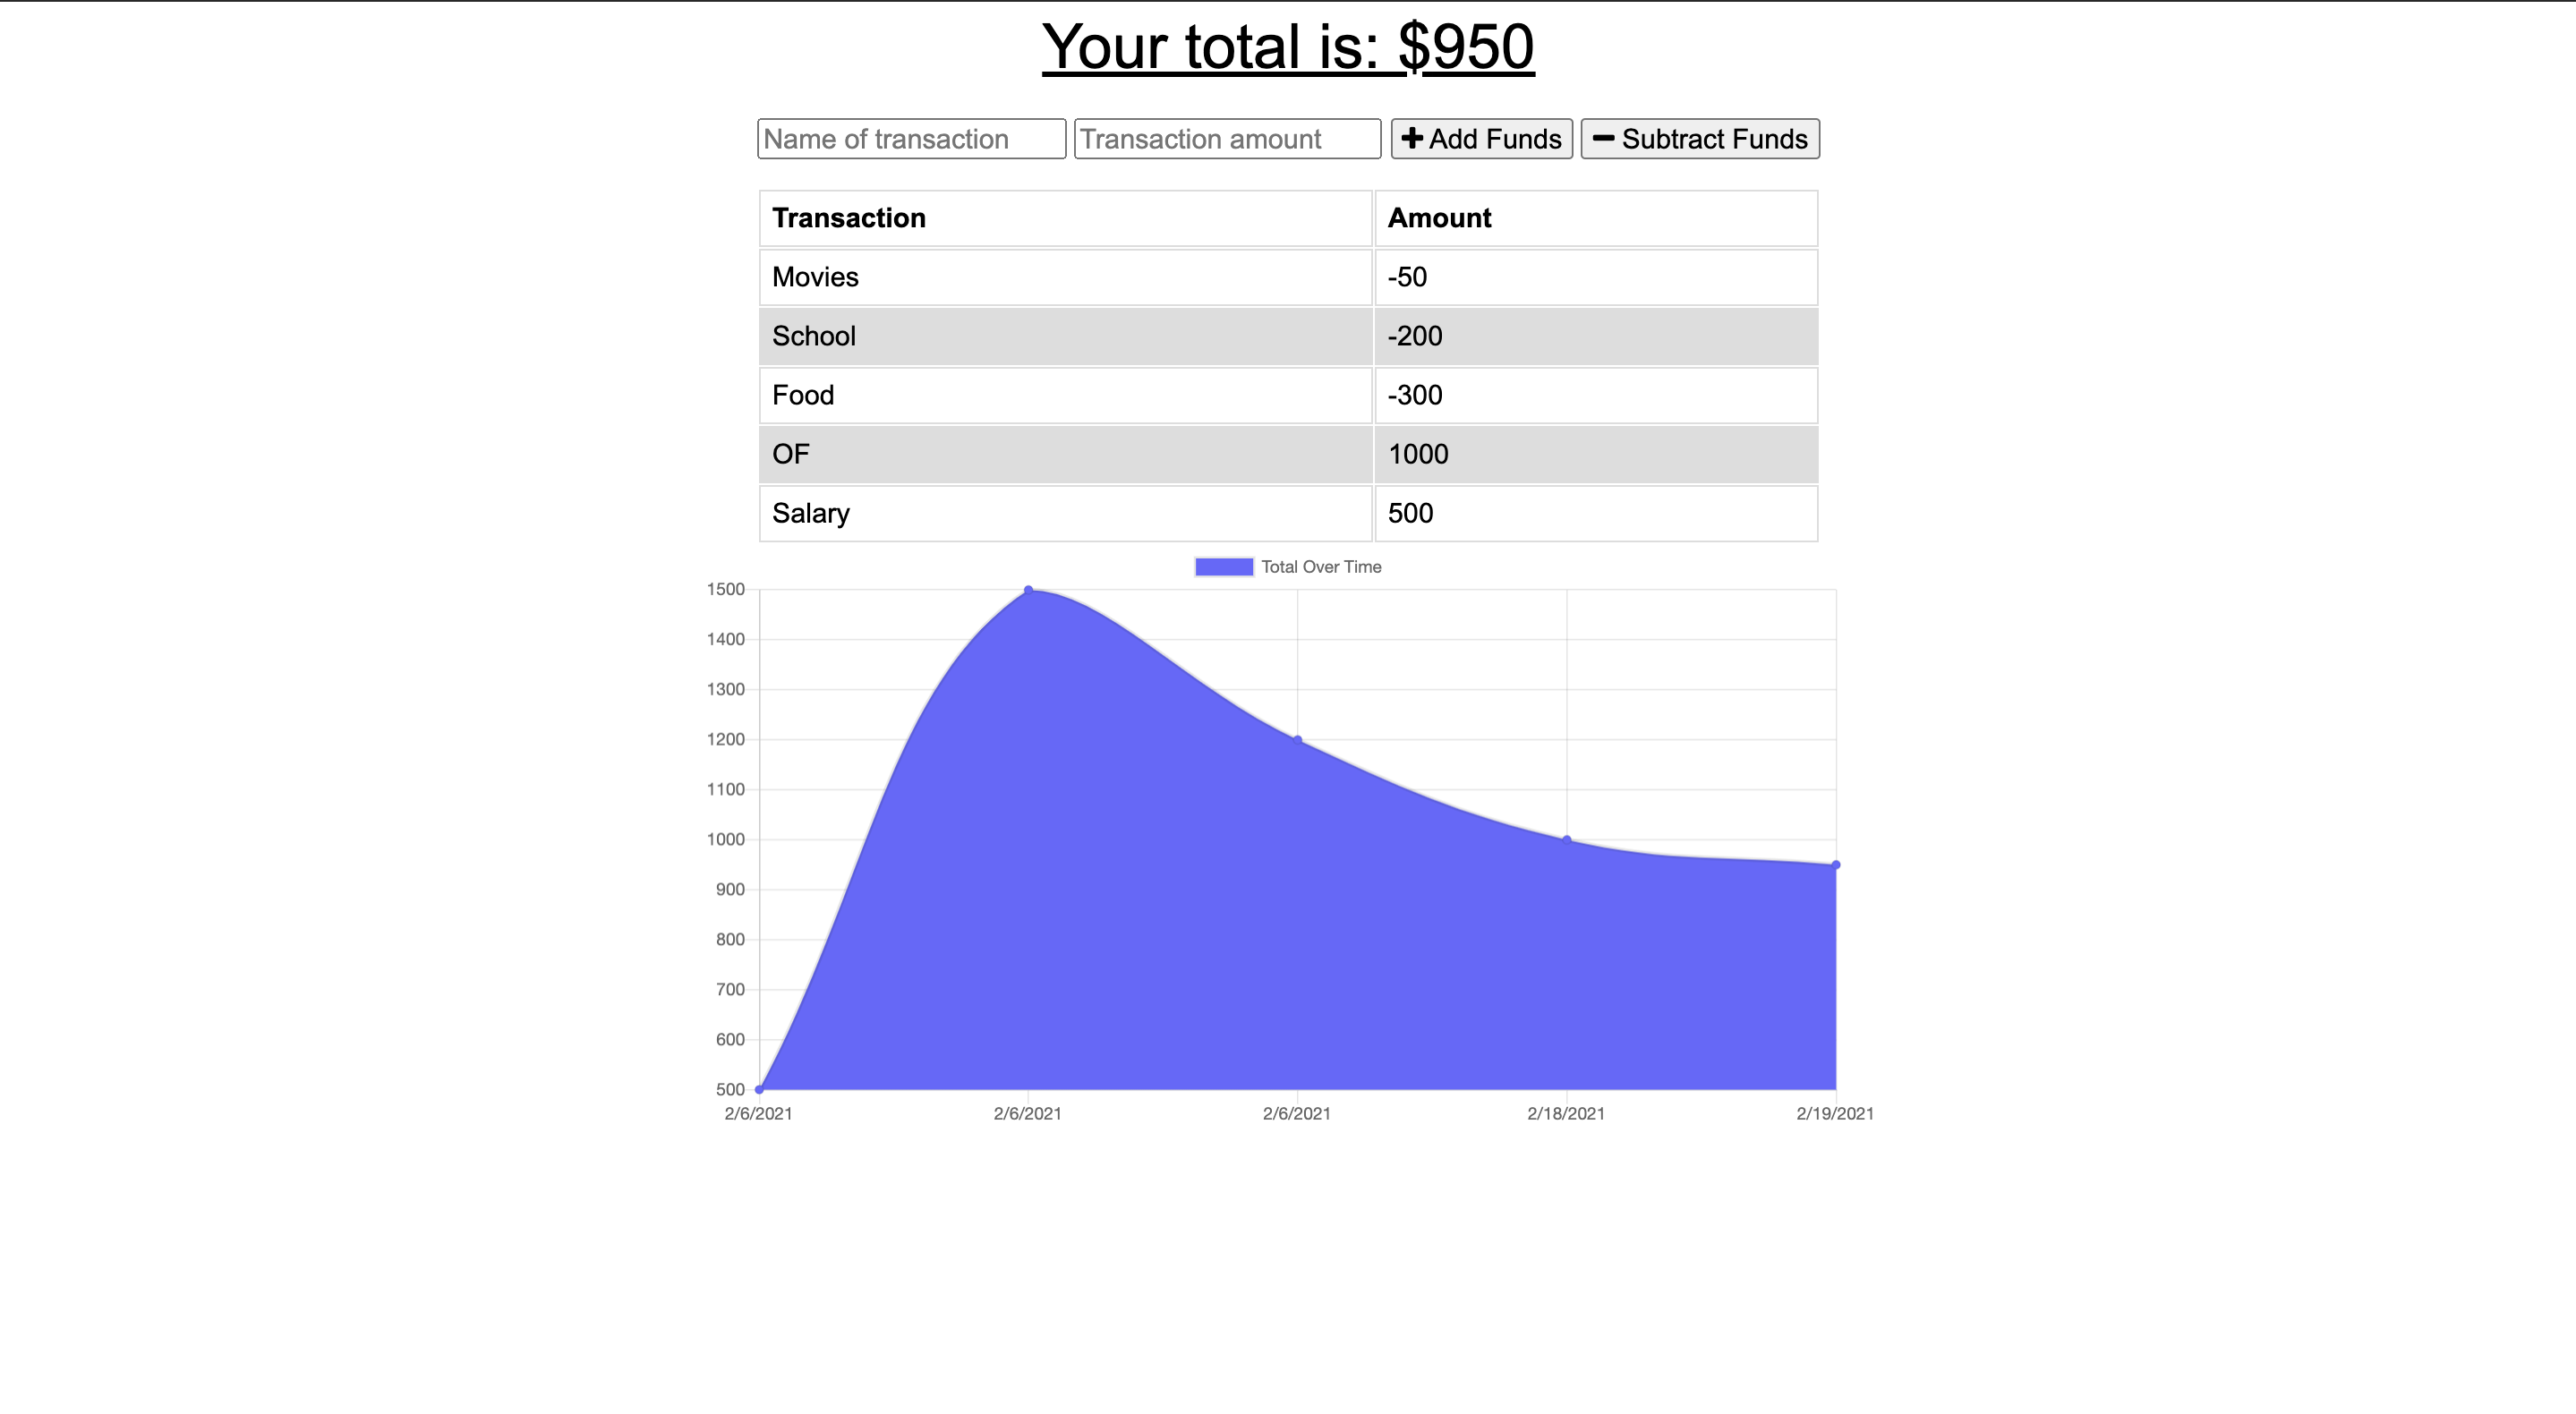 Your total is: $950
Name of transaction Transaction amount Add Funds Subtract Funds
Transaction Amount
Movies -50
School -200
Food -300
OF 1000
Salary 500
Total Over Time
1500
1400
1300
1200
1100
1000
900
800
700
600
500
2/6/2021 2/6/2021 2/6/2021 2/18/2021 2/19/2021